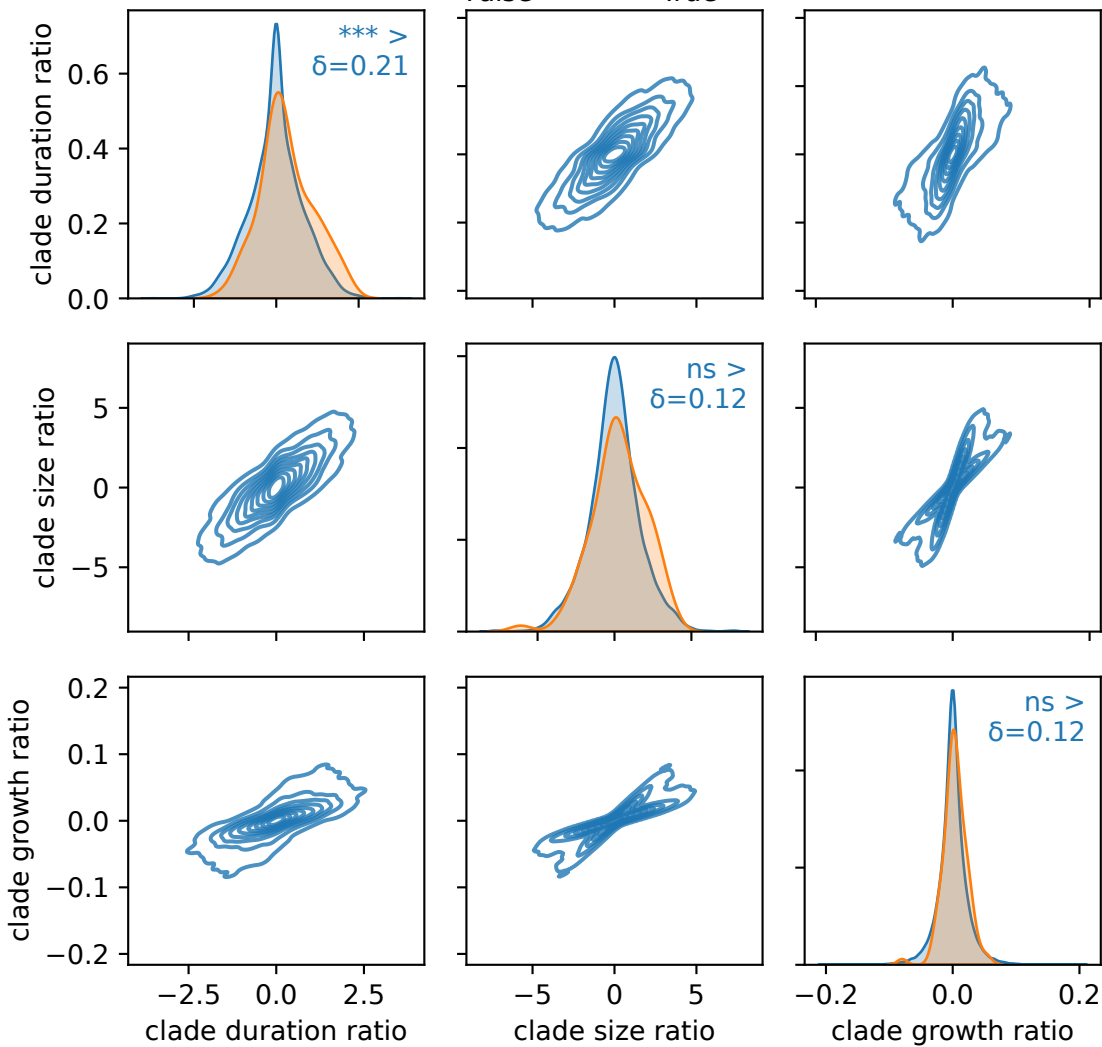 clade duration ratio
0.6
0.4
0.2
0.0
*** >
δ=0.21
clade size ratio
5
0
−5
ns >
δ=0.12
clade growth ratio
0.2
0.1
0.0
−0.1
−0.2
ns >
δ=0.12
−2.5 0.0 2.5
clade duration ratio
−5 0 5
clade size ratio
−0.2 0.0 0.2
clade growth ratio